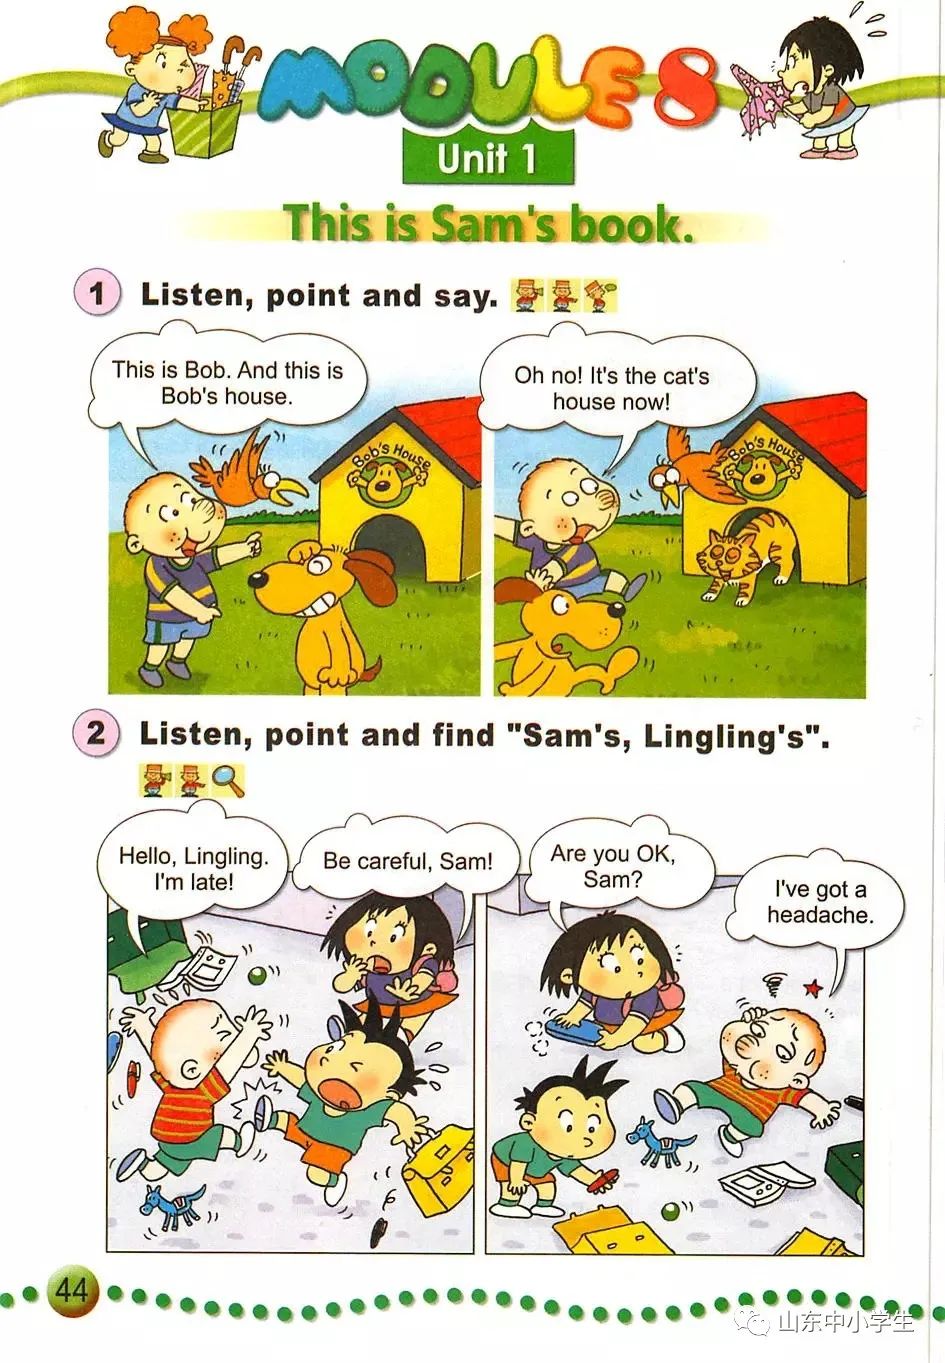 MODULE 8
Unit 1
This is Sam's book.
1 Listen, point and say.
This is Bob. And this is
Bob's house.
Oh no! It's the cat's
house now!
Bob's House
Bob's House
2 Listen, point and find "Sam's, Lingling's".
Hello, Lingling.
I'm late!
Be careful, Sam!
Are you OK,
Sam?
I've got a
headache.
44
山东中小学生